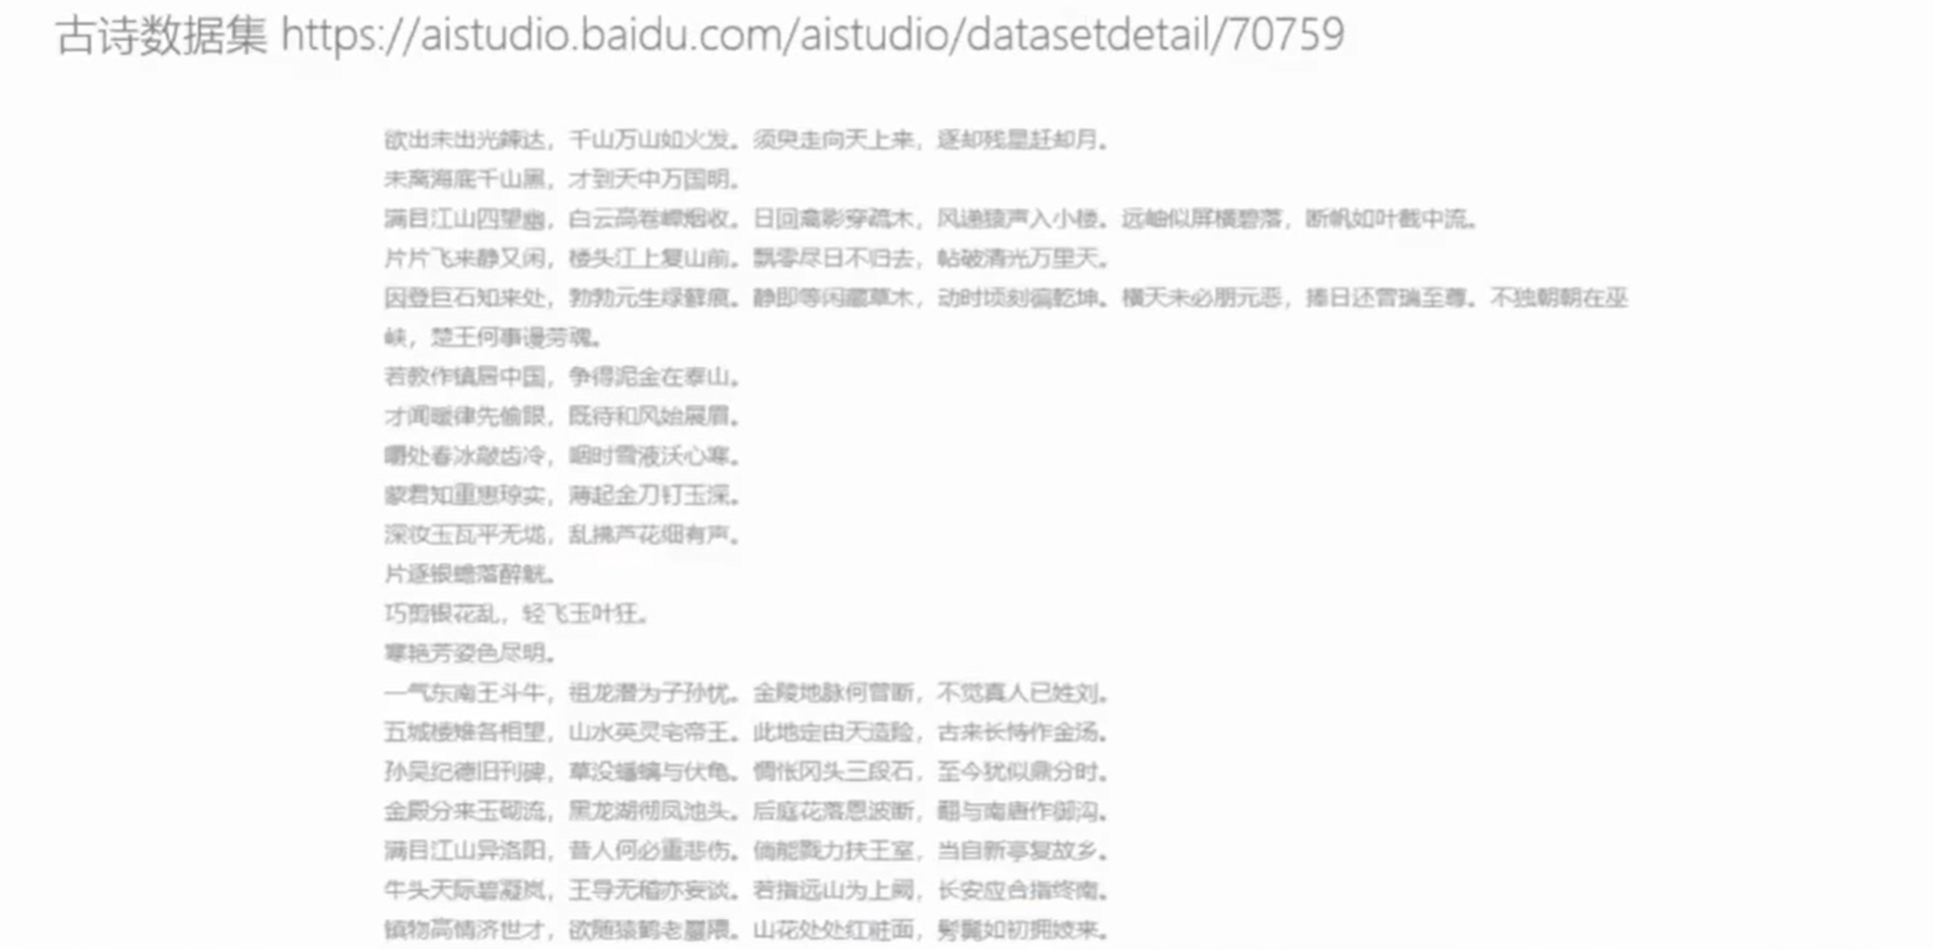 古诗数据集 https://aistudio.baidu.com/aistudio/datasetdetail/70759
欲出未出光辣达，千山万山如火发。须臾走向天上来，逐却残星赶却月。
未离海底千山黑，才到天中万国明。
满目江山四望幽，白云高卷嶂烟收。日回禽影穿疏木，风递猿声入小楼。远岫似屏横碧落，断帆如叶截中流。
片片飞来静又闲，楼头江上复山前。飘零尽日不归去，帖破清光万里天。
因登巨石知来处，勃勃元生绿藓痕。静即等闲藏草木，动时顷刻徧乾坤。横天未必朋元恶，捧日还曾瑞至尊。不独朝朝在巫
峡，楚王何事谩劳魂。
若教作镇居中国，争得泥金在泰山。
才闻暖律先偷眼，既待和风始展眉。
嚼处春冰敲齿冷，咽时雪液沃心寒。
蒙君知重惠琼实，薄起金刀钉玉深。
深妆玉瓦平无垅，乱拂芦花细有声。
片逐银蟾落醉觥。
巧剪银花乱，轻飞玉叶狂。
寒艳芳姿色尽明。
一气东南王斗牛，祖龙潜为子孙忧。金陵地脉何曾断，不觉真人已姓刘。
五城楼雉各相望，山水英灵宅帝王。此地定由天造险，古来长恃作金汤。
孙吴纪德旧刊碑，草没蟠螭与伏龟。惆怅冈头三段石，至今犹似鼎分时。
金殿分来玉砌流，黑龙湖彻凤池头。后庭花落恩波断，翻与南唐作御沟。
满目江山异洛阳，昔人何必重悲伤。倘能戮力扶王室，当自新亭复故乡。
牛头天际碧凝岚，王导无稽亦妄谈。若指远山为上阙，长安应合指终南。
镇物高情济世才，欲随猿鹤老岩隈。山花处处红妆面，髣髴如初拥妓来。